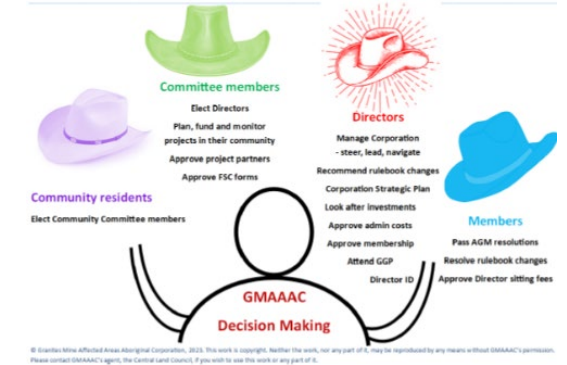 Committee members
Elect Directors
Plan, fund and monitor
projects in their community
Approve project partners
Approve FSC forms
Directors
Manage Corporation
- steer, lead, navigate
Recommend rulebook changes
Corporation Strategic Plan
Look after investments
Approve admin costs
Approve membership
Attend GGP
Director ID
Community residents
Elect Community Committee members
Members
Pass AGM resolutions
Resolve rulebook changes
Approve Director sitting fees
GMAAAC
Decision Making
© Granites Mine Affected Areas Aboriginal Corporation, 2023. This work is copyright. Neither the work, nor any part of it, may be reproduced by any means without GMAAAC's permission.
Please contact GMAAAC's agent, the Central Land Council, if you wish to use this work or any part of it.